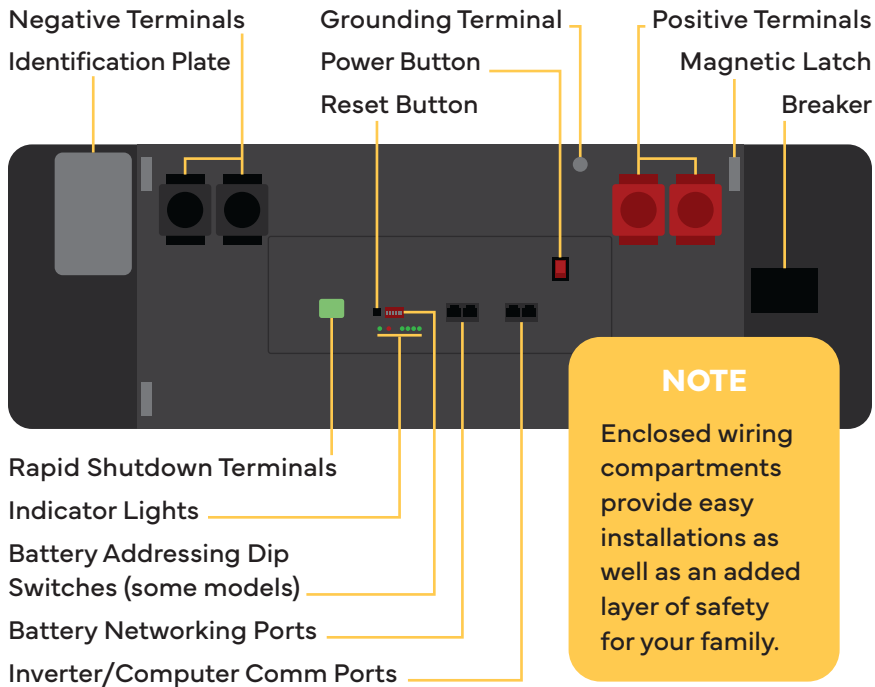 Negative Terminals
Identification Plate
Grounding Terminal
Power Button
Reset Button
Positive Terminals
Magnetic Latch
Breaker
Rapid Shutdown Terminals
Indicator Lights
Battery Addressing Dip
Switches (some models)
Battery Networking Ports
Inverter/Computer Comm Ports
NOTE
Enclosed wiring
compartments
provide easy
installations as
well as an added
layer of safety
for your family.